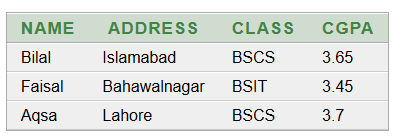 NAME ADDRESS CLASS CGPA
Bilal Islamabad BSCS 3.65
Faisal Bahawalnagar BSIT 3.45
Aqsa Lahore BSCS 3.7